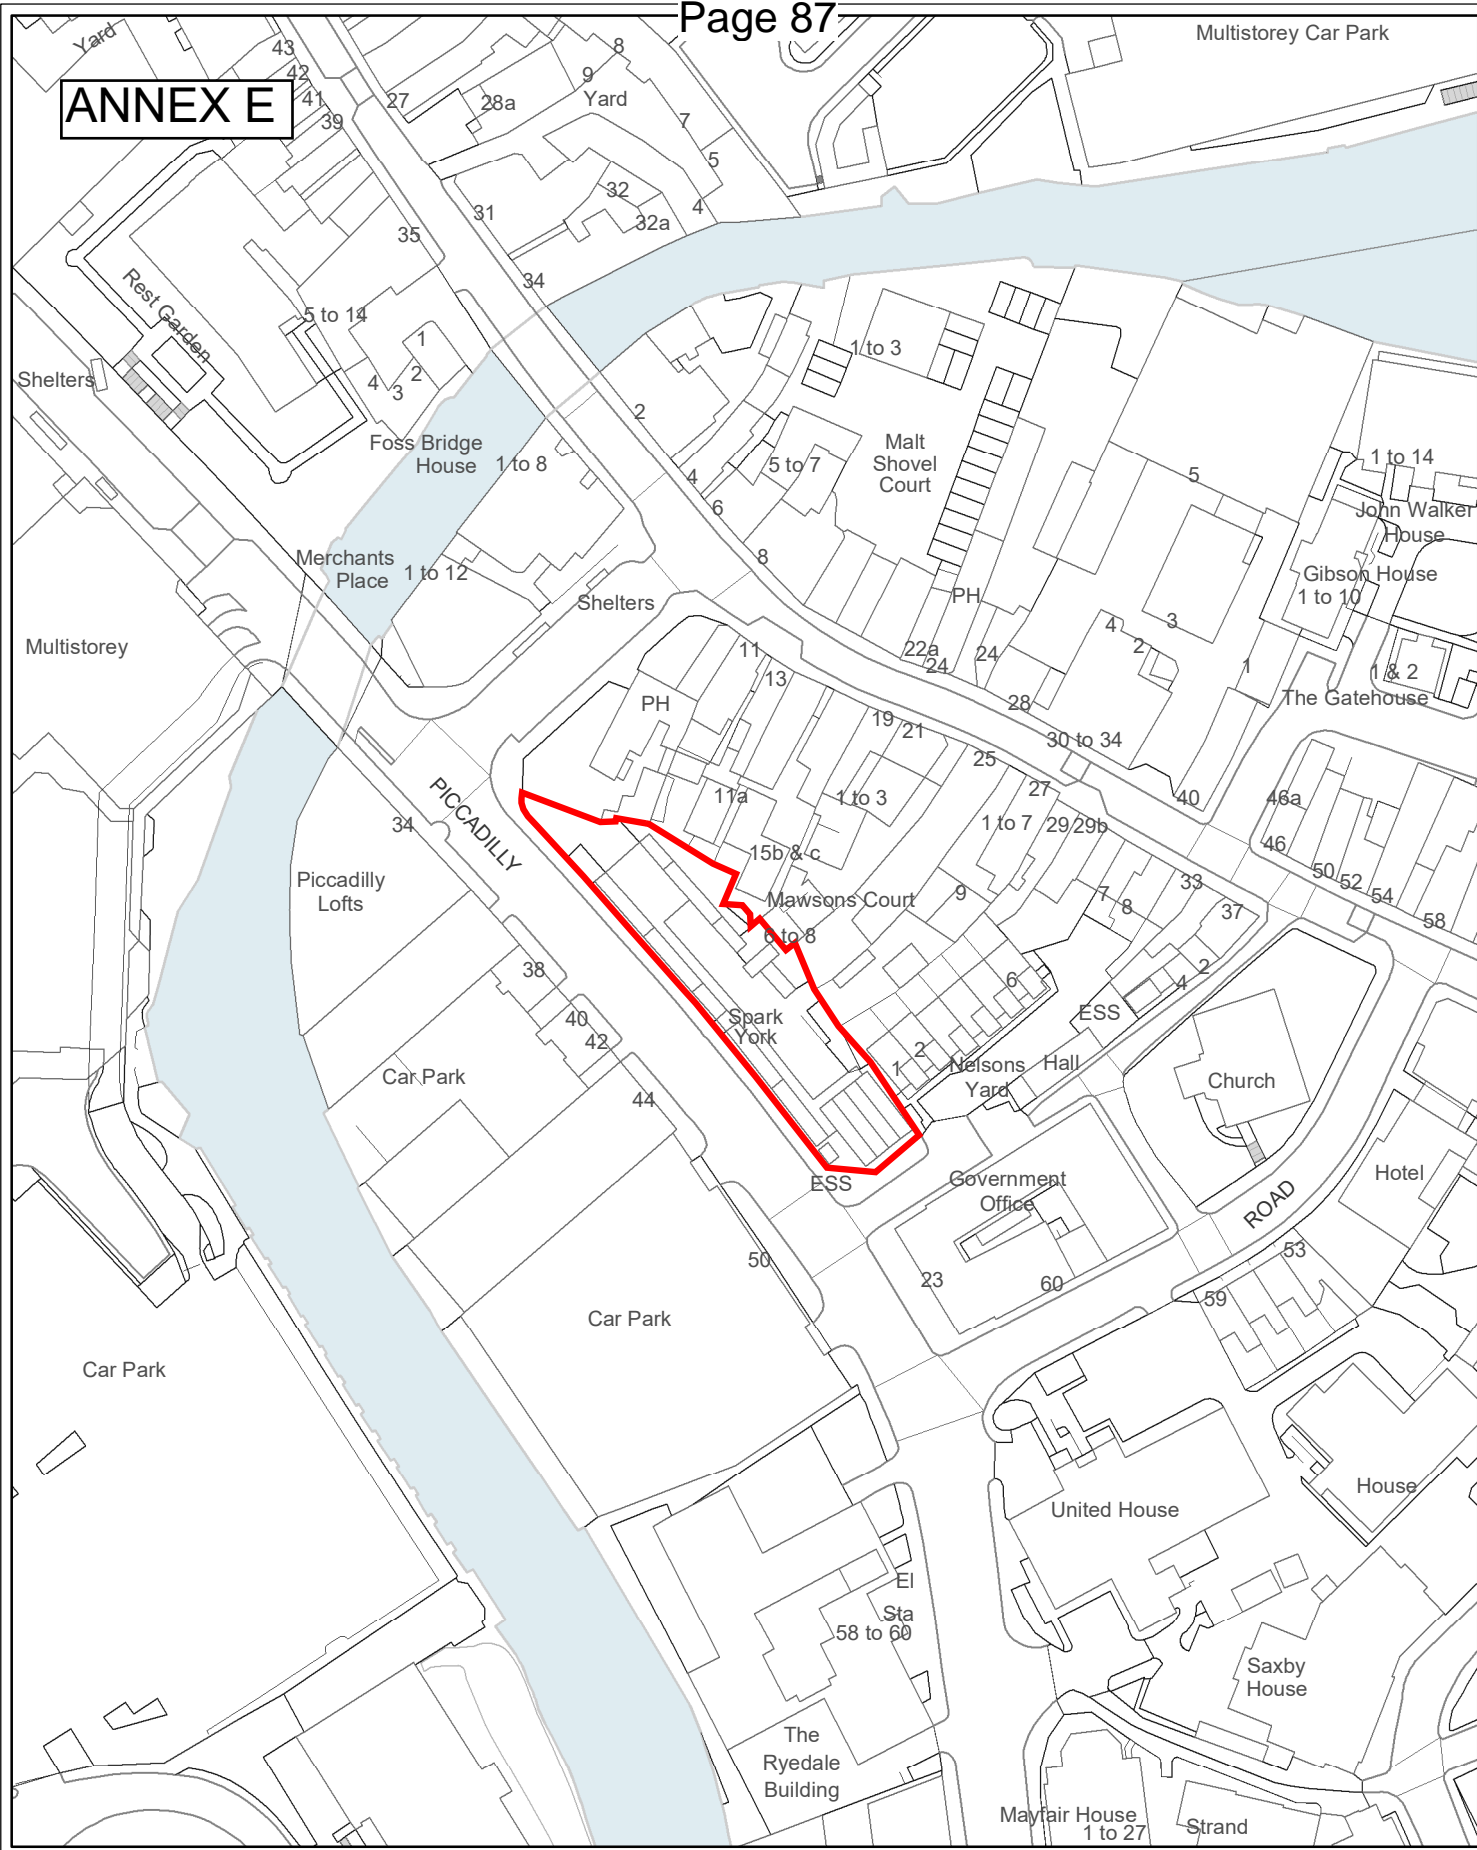 Page 87
ANNEX E
Yard
43
42
41
39
27
28a
9
8
Yard
7
5
4
Multistorey Car Park
31
32
32a
35
34
Rest Garden
5 to 14
1
2
3
4
Shelters
Foss Bridge
House
1 to 8
2
4
6
8
5 to 7
1 to 3
Malt
Shovel
Court
5
1 to 14
John Walker
House
Gibson House
1 to 10
Merchants
Place
1 to 12
Shelters
Multistorey
PH
22a
24
24
28
30 to 34
4
2
3
1
1 & 2
The Gatehouse
11
13
PH
19
21
25
27
40
46a
46
50
52
54
58
PICCADILLY
34
11a
1 to 3
1 to 7
29
29b
15b & c
Mawsons Court
9
7
8
33
37
6 to 8
Piccadilly
Lofts
38
40
42
44
Car Park
Spark
York
6
2
1
ESS
4
2
Nelsons
Yard
Hall
Church
ESS
Government
Office
ROAD
Hotel
50
23
60
53
59
Car Park
Car Park
United House
House
El
Sta
58 to 60
Saxby
House
The
Ryedale
Building
Mayfair House
1 to 27
Strand